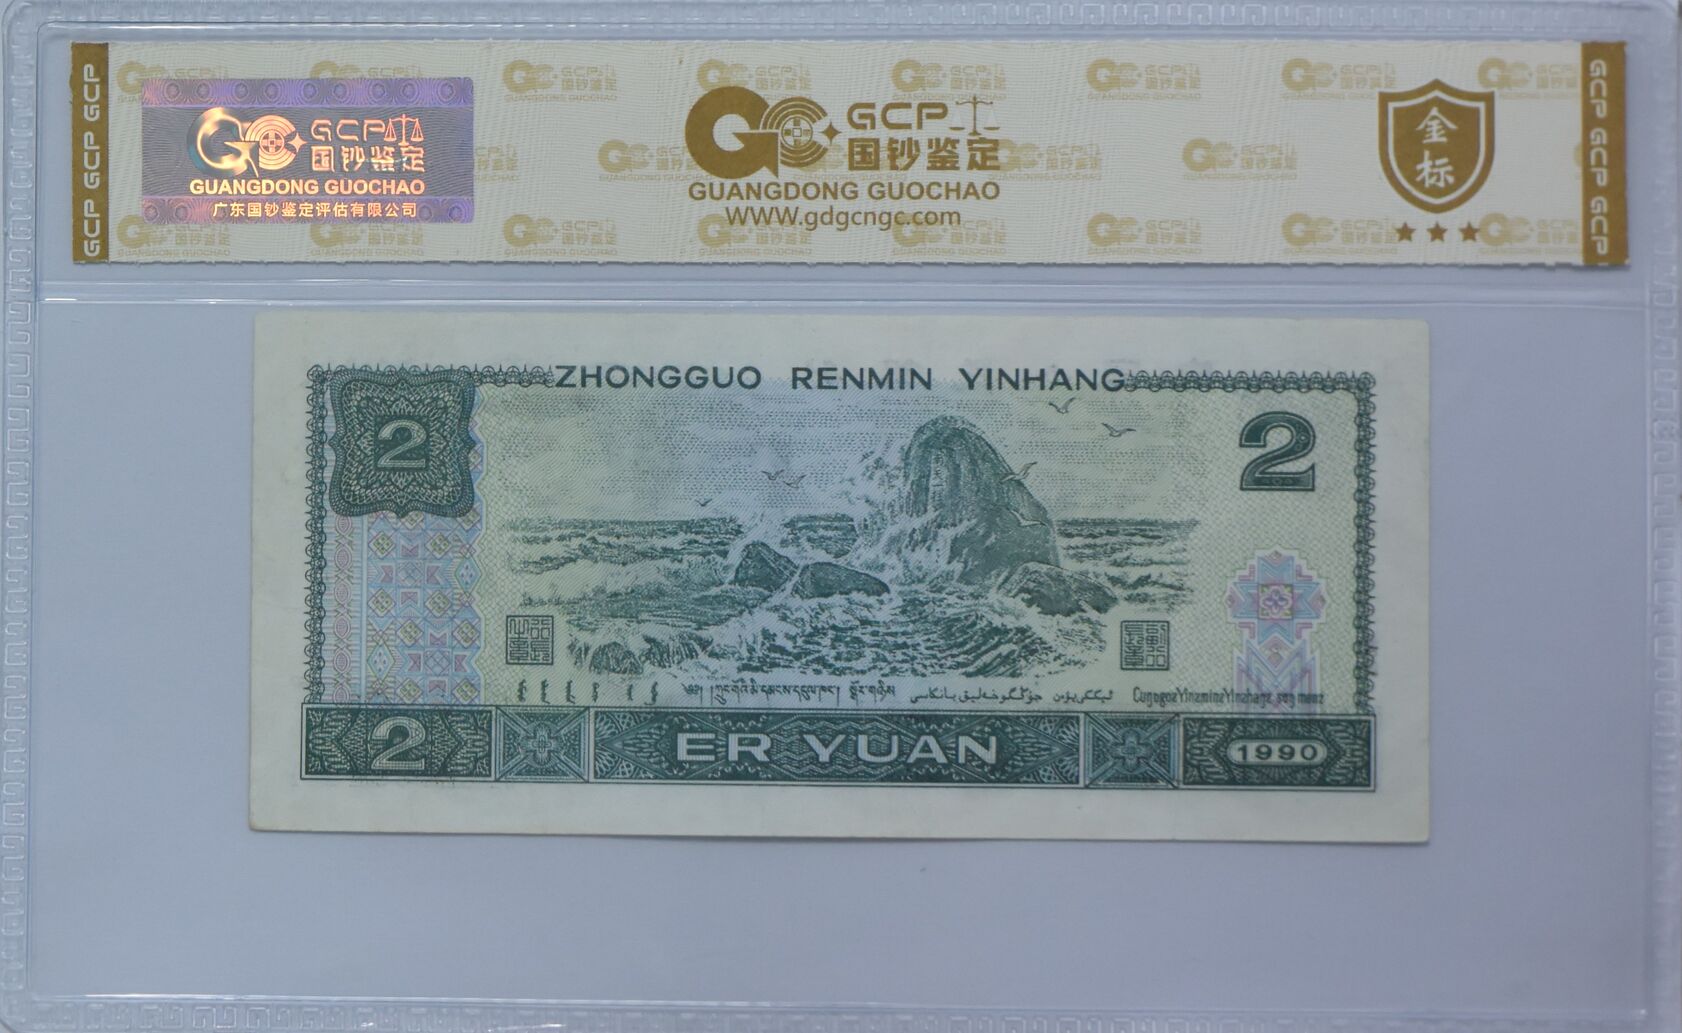 GCP GCP GCP
GCP
国钞鉴定
GUANGDONG GUOCHAO
广东国钞鉴定评估有限公司
GCP
国钞鉴定
GUANGDONG GUOCHAO
WWW.gdgcngc.com
金标
GCP GCP GCP
ZHONGGUO RENMIN YINHANG
2
2
2
ER YUAN
1990